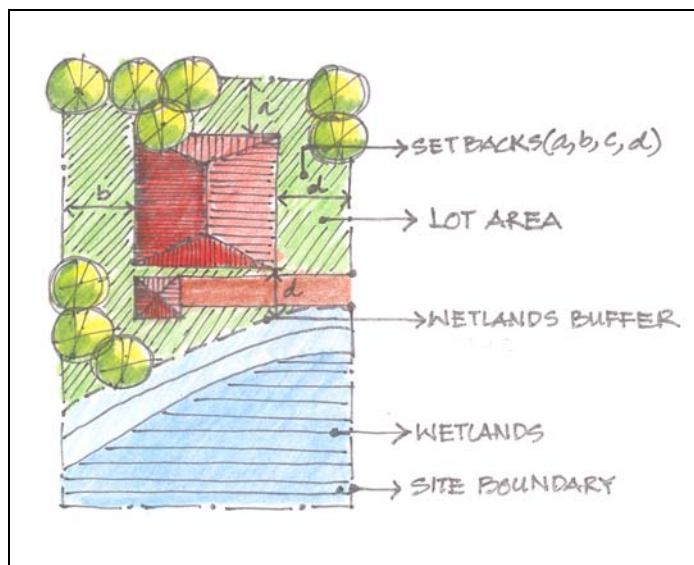 a
SETBACKS(a,b,c,d)
b
d
LOT AREA
d
WETLANDS BUFFER
WETLANDS
SITE BOUNDARY